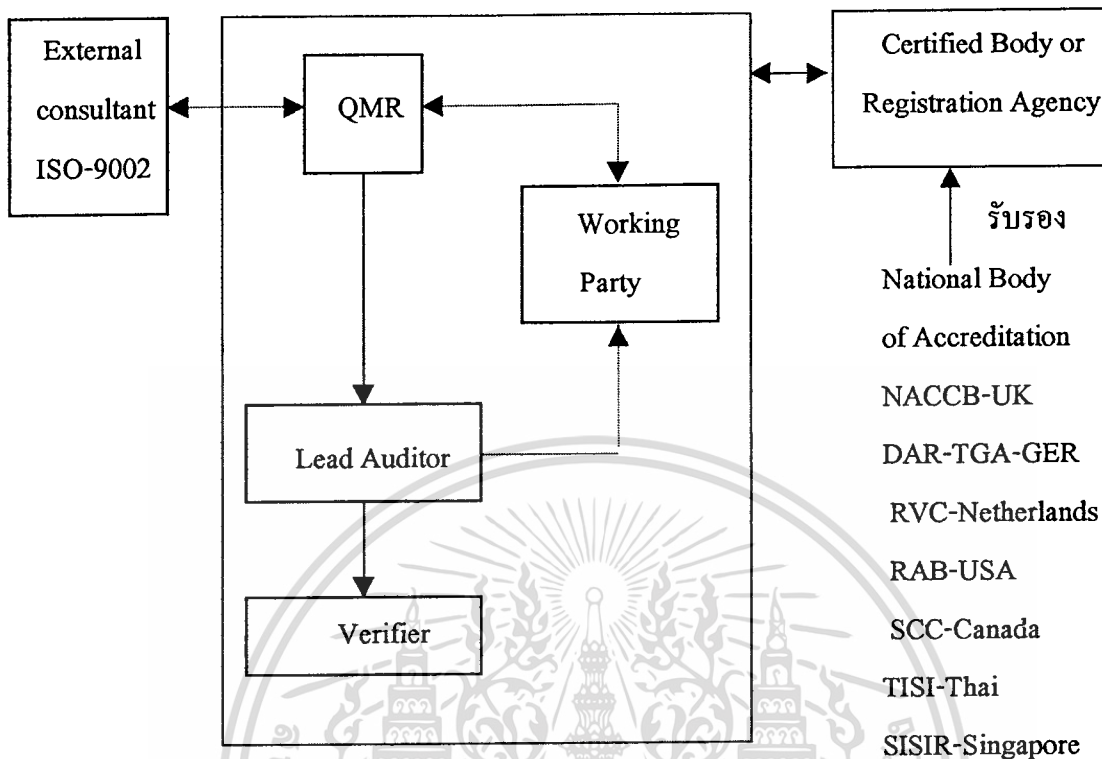 External
consultant
ISO-9002
QMR
Working
Party
Lead Auditor
Verifier
Certified Body or
Registration Agency
รับรอง
National Body
of Accreditation
NACCB-UK
DAR-TGA-GER
RVC-Netherlands
RAB-USA
SCC-Canada
TISI-Thai
SISIR-Singapore